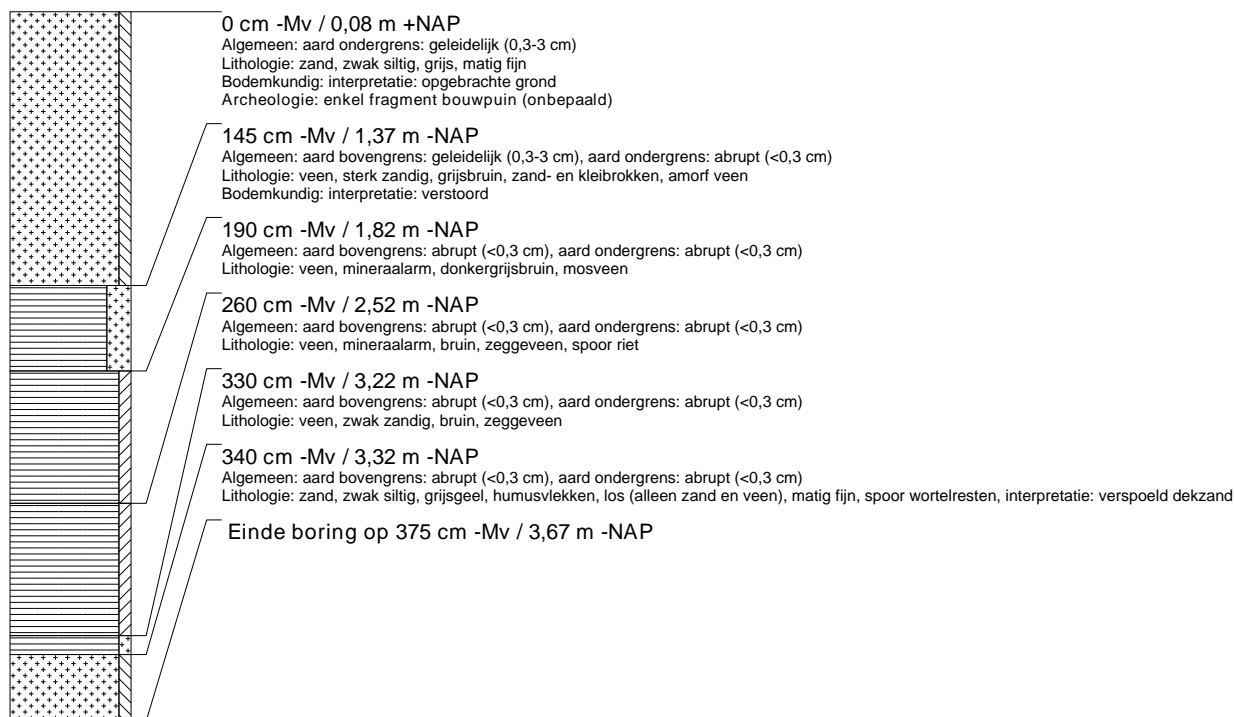 0 cm -Mv / 0,08 m +NAP
Algemeen: aard ondergrens: geleidelijk (0,3-3 cm)
Lithologie: zand, zwak siltig, grijs, matig fijn
Bodemkundig: interpretatie: opgebrachte grond
Archeologie: enkel fragment bouwpuin (onbepaald)
145 cm -Mv / 1,37 m -NAP
Algemeen: aard bovengrens: geleidelijk (0,3-3 cm), aard ondergrens: abrupt (<0,3 cm)
Lithologie: veen, sterk zandig, grijsbruin, zand- en kleibrokken, amorf veen
Bodemkundig: interpretatie: verstoord
190 cm -Mv / 1,82 m -NAP
Algemeen: aard bovengrens: abrupt (<0,3 cm), aard ondergrens: abrupt (<0,3 cm)
Lithologie: veen, mineraalarm, donkergrijsbruin, mosveen
260 cm -Mv / 2,52 m -NAP
Algemeen: aard bovengrens: abrupt (<0,3 cm), aard ondergrens: abrupt (<0,3 cm)
Lithologie: veen, mineraalarm, bruin, zeggeveen, spoor riet
330 cm -Mv / 3,22 m -NAP
Algemeen: aard bovengrens: abrupt (<0,3 cm), aard ondergrens: abrupt (<0,3 cm)
Lithologie: veen, zwak zandig, bruin, zeggeveen
340 cm -Mv / 3,32 m -NAP
Algemeen: aard bovengrens: abrupt (<0,3 cm), aard ondergrens: abrupt (<0,3 cm)
Lithologie: zand, zwak siltig, grijsgeel, humusvlekken, los (alleen zand en veen), matig fijn, spoor wortelresten, interpretatie: verspoeld dekzand
Einde boring op 375 cm -Mv / 3,67 m -NAP